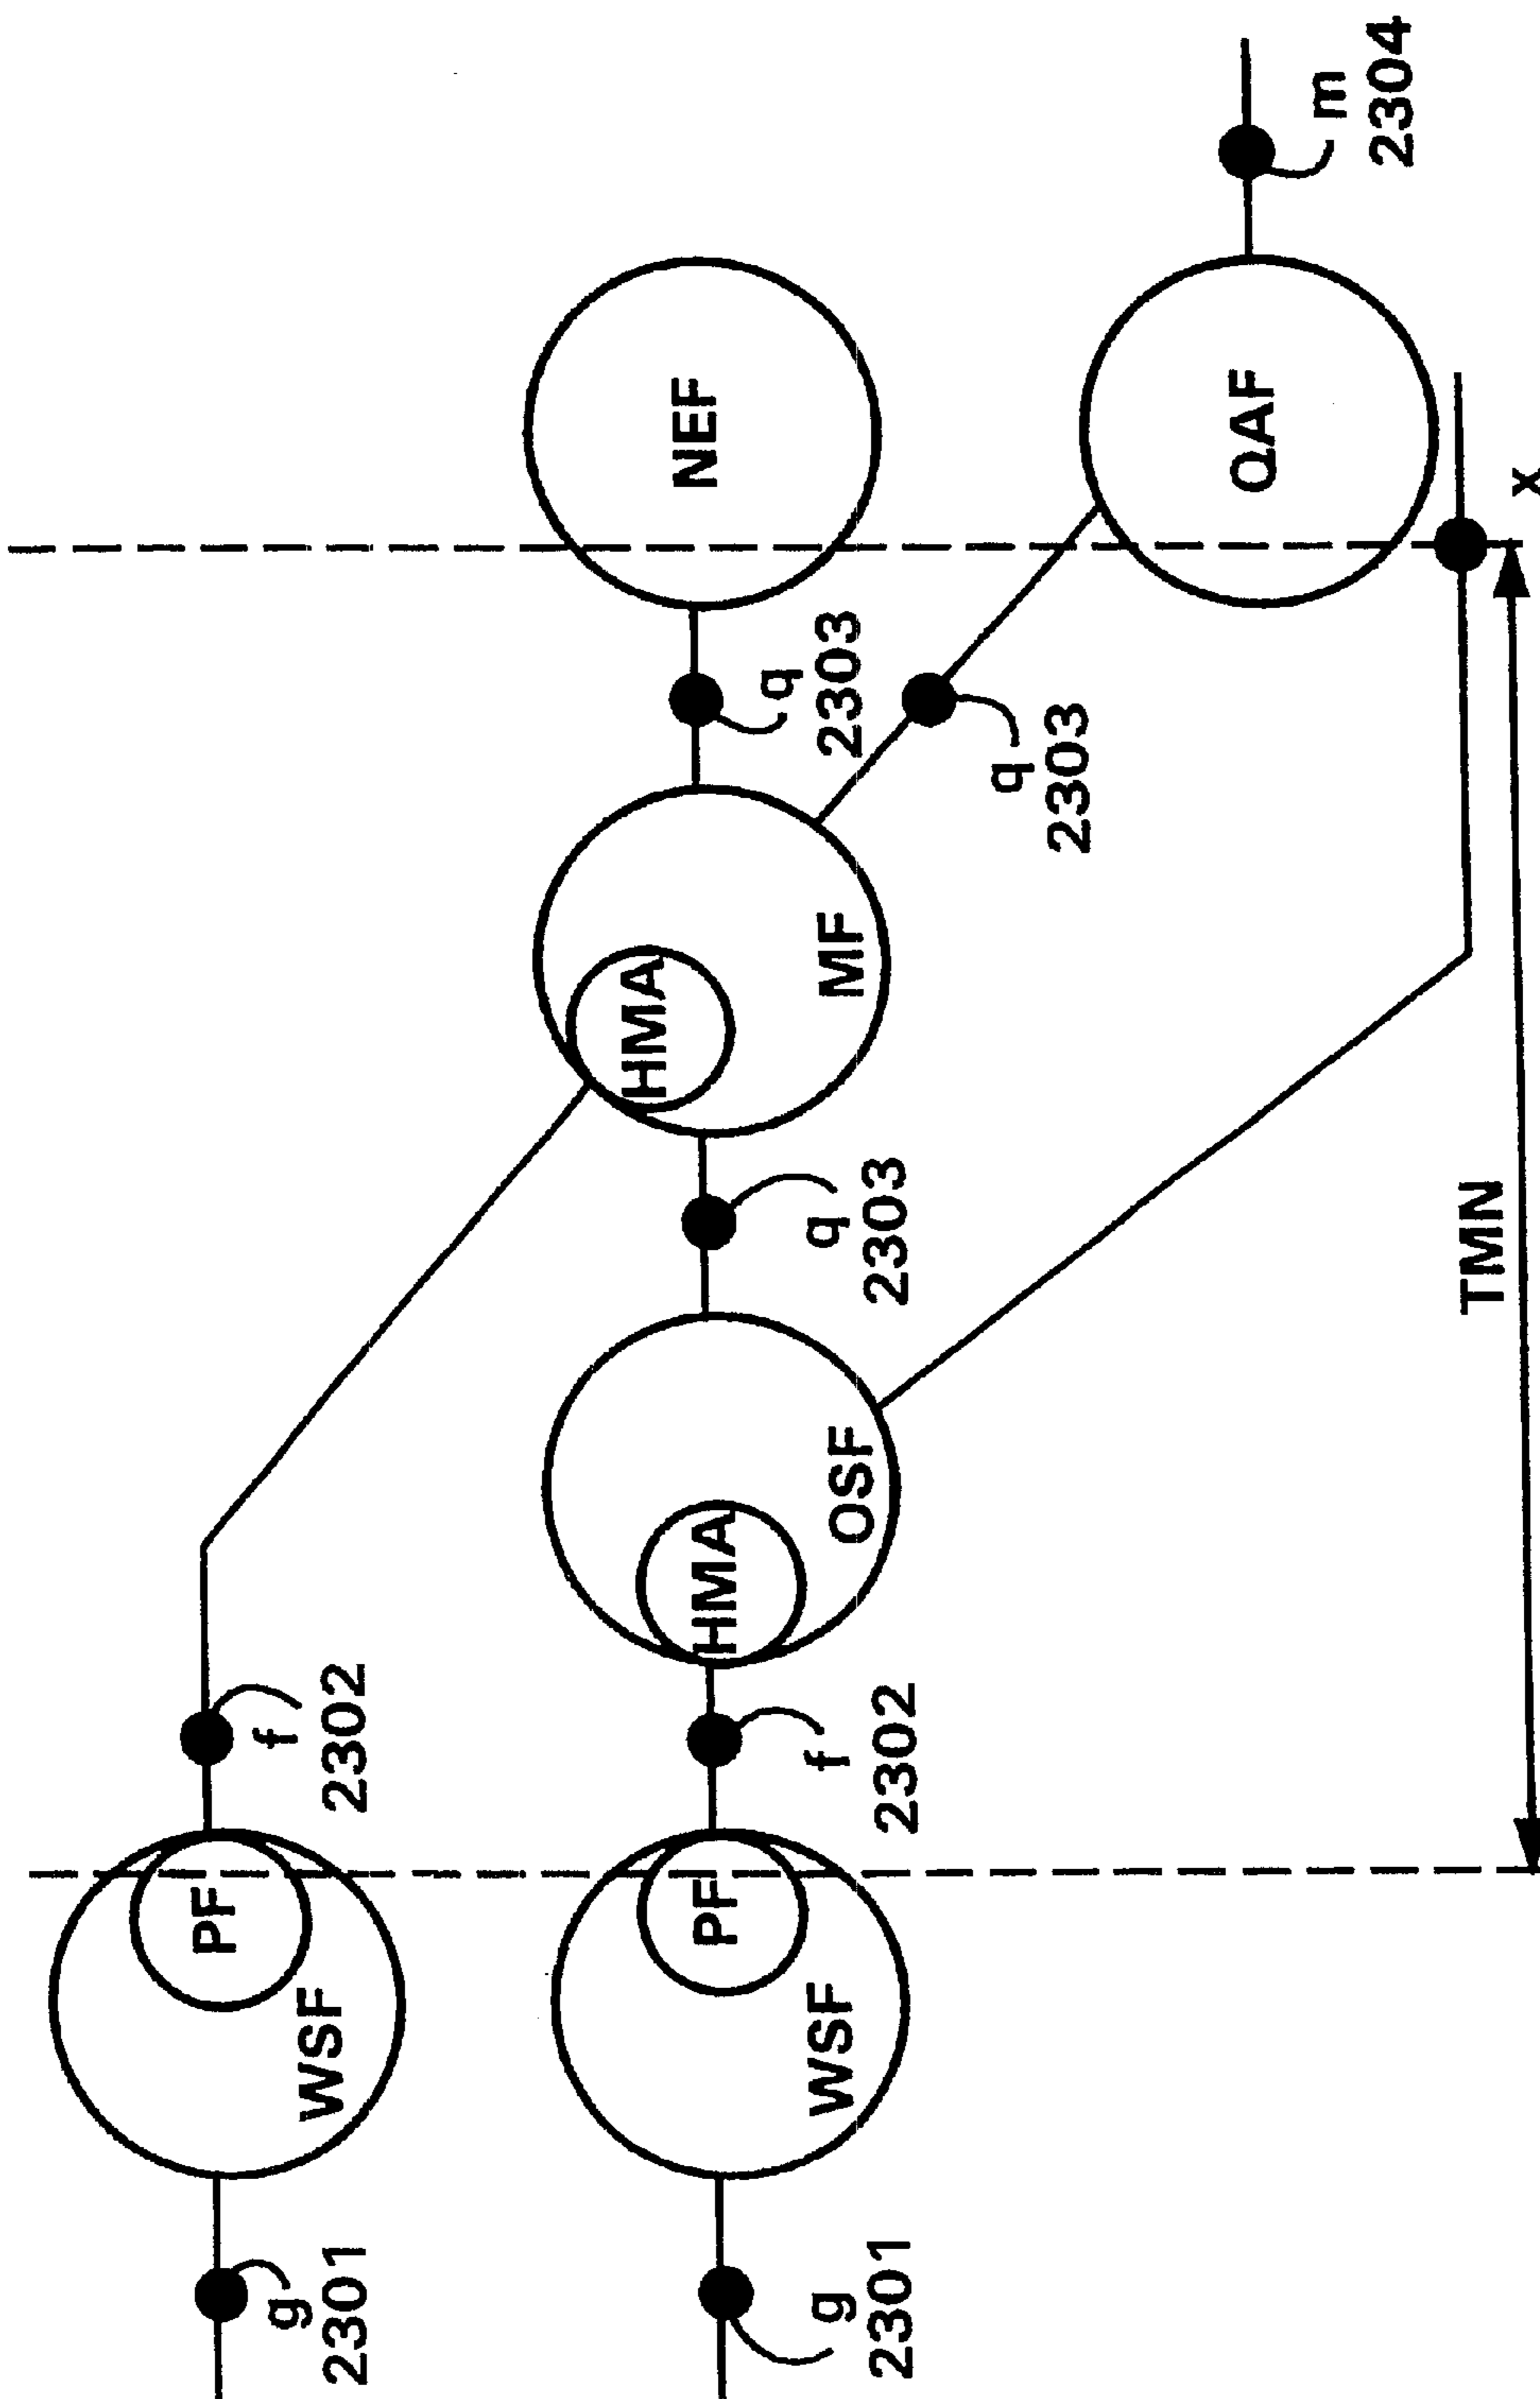 PF
WSF
g
2301
f
2302
HMA
MF
NEF
PF
WSF
g
2301
f
2302
HMA
OSF
q
2303
q
2303
q
2303
QAF
m
2304
TMN
x